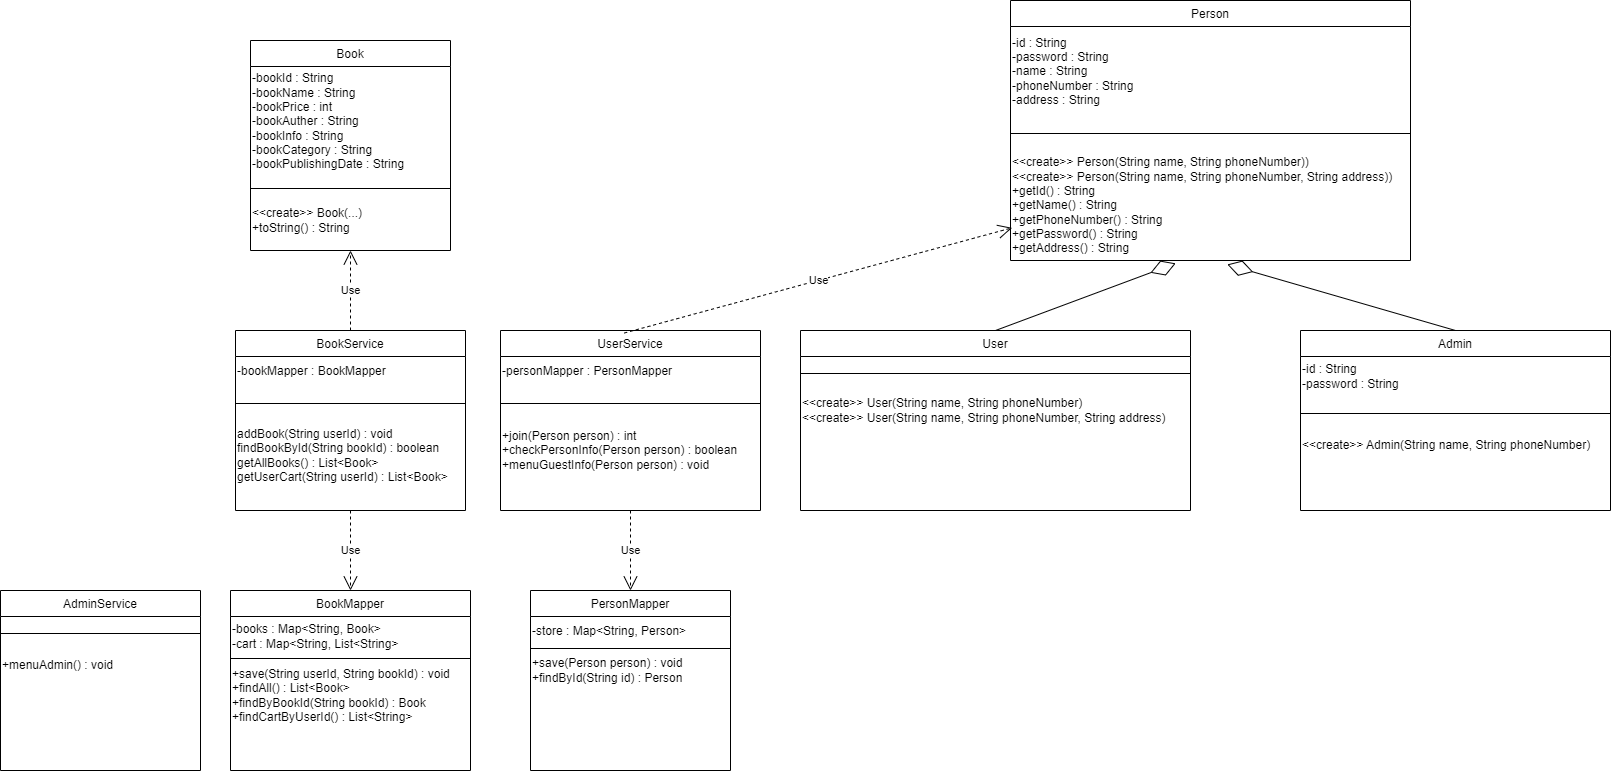 Person
-id : String
-password : String
-name : String
-phoneNumber : String
-address : String
<<create>> Person(String name, String phoneNumber))
<<create>> Person(String name, String phoneNumber, String address))
+getId() : String
+getName() : String
+getPhoneNumber() : String
+getPassword() : String
+getAddress() : String
Book
-bookId : String
-bookName : String
-bookPrice : int
-bookAuther : String
-bookInfo : String
-bookCategory : String
-bookPublishingDate : String
<<create>> Book(...)
+toString() : String
Use
Use
BookService
-bookMapper : BookMapper
addBook(String userId) : void
findBookById(String bookId) : boolean
getAllBooks() : List<Book>
getUserCart(String userId) : List<Book>
UserService
-personMapper : PersonMapper
+join(Person person) : int
+checkPersonInfo(Person person) : boolean
+menuGuestInfo(Person person) : void
User
<<create>> User(String name, String phoneNumber)
<<create>> User(String name, String phoneNumber, String address)
Admin
-id : String
-password : String
<<create>> Admin(String name, String phoneNumber)
Use
Use
AdminService
+menuAdmin() : void
BookMapper
-books : Map<String, Book>
-cart : Map<String, List<String>
+save(String userId, String bookId) : void
+findAll() : List<Book>
+findByBookId(String bookId) : Book
+findCartByUserId() : List<String>
PersonMapper
-store : Map<String, Person>
+save(Person person) : void
+findById(String id) : Person